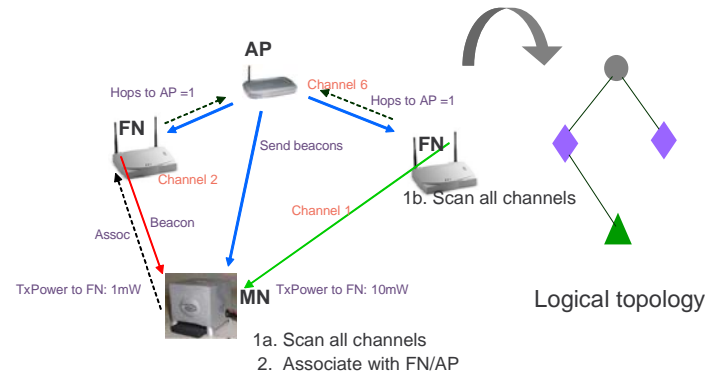 AP
Channel 6
Hops to AP =1
Hops to AP =1
FN
FN
Send beacons
Channel 2
1b. Scan all channels
Channel 1
Beacon
Assoc
TxPower to FN: 1mW
MN
TxPower to FN: 10mW
Logical topology
1a. Scan all channels
2. Associate with FN/AP